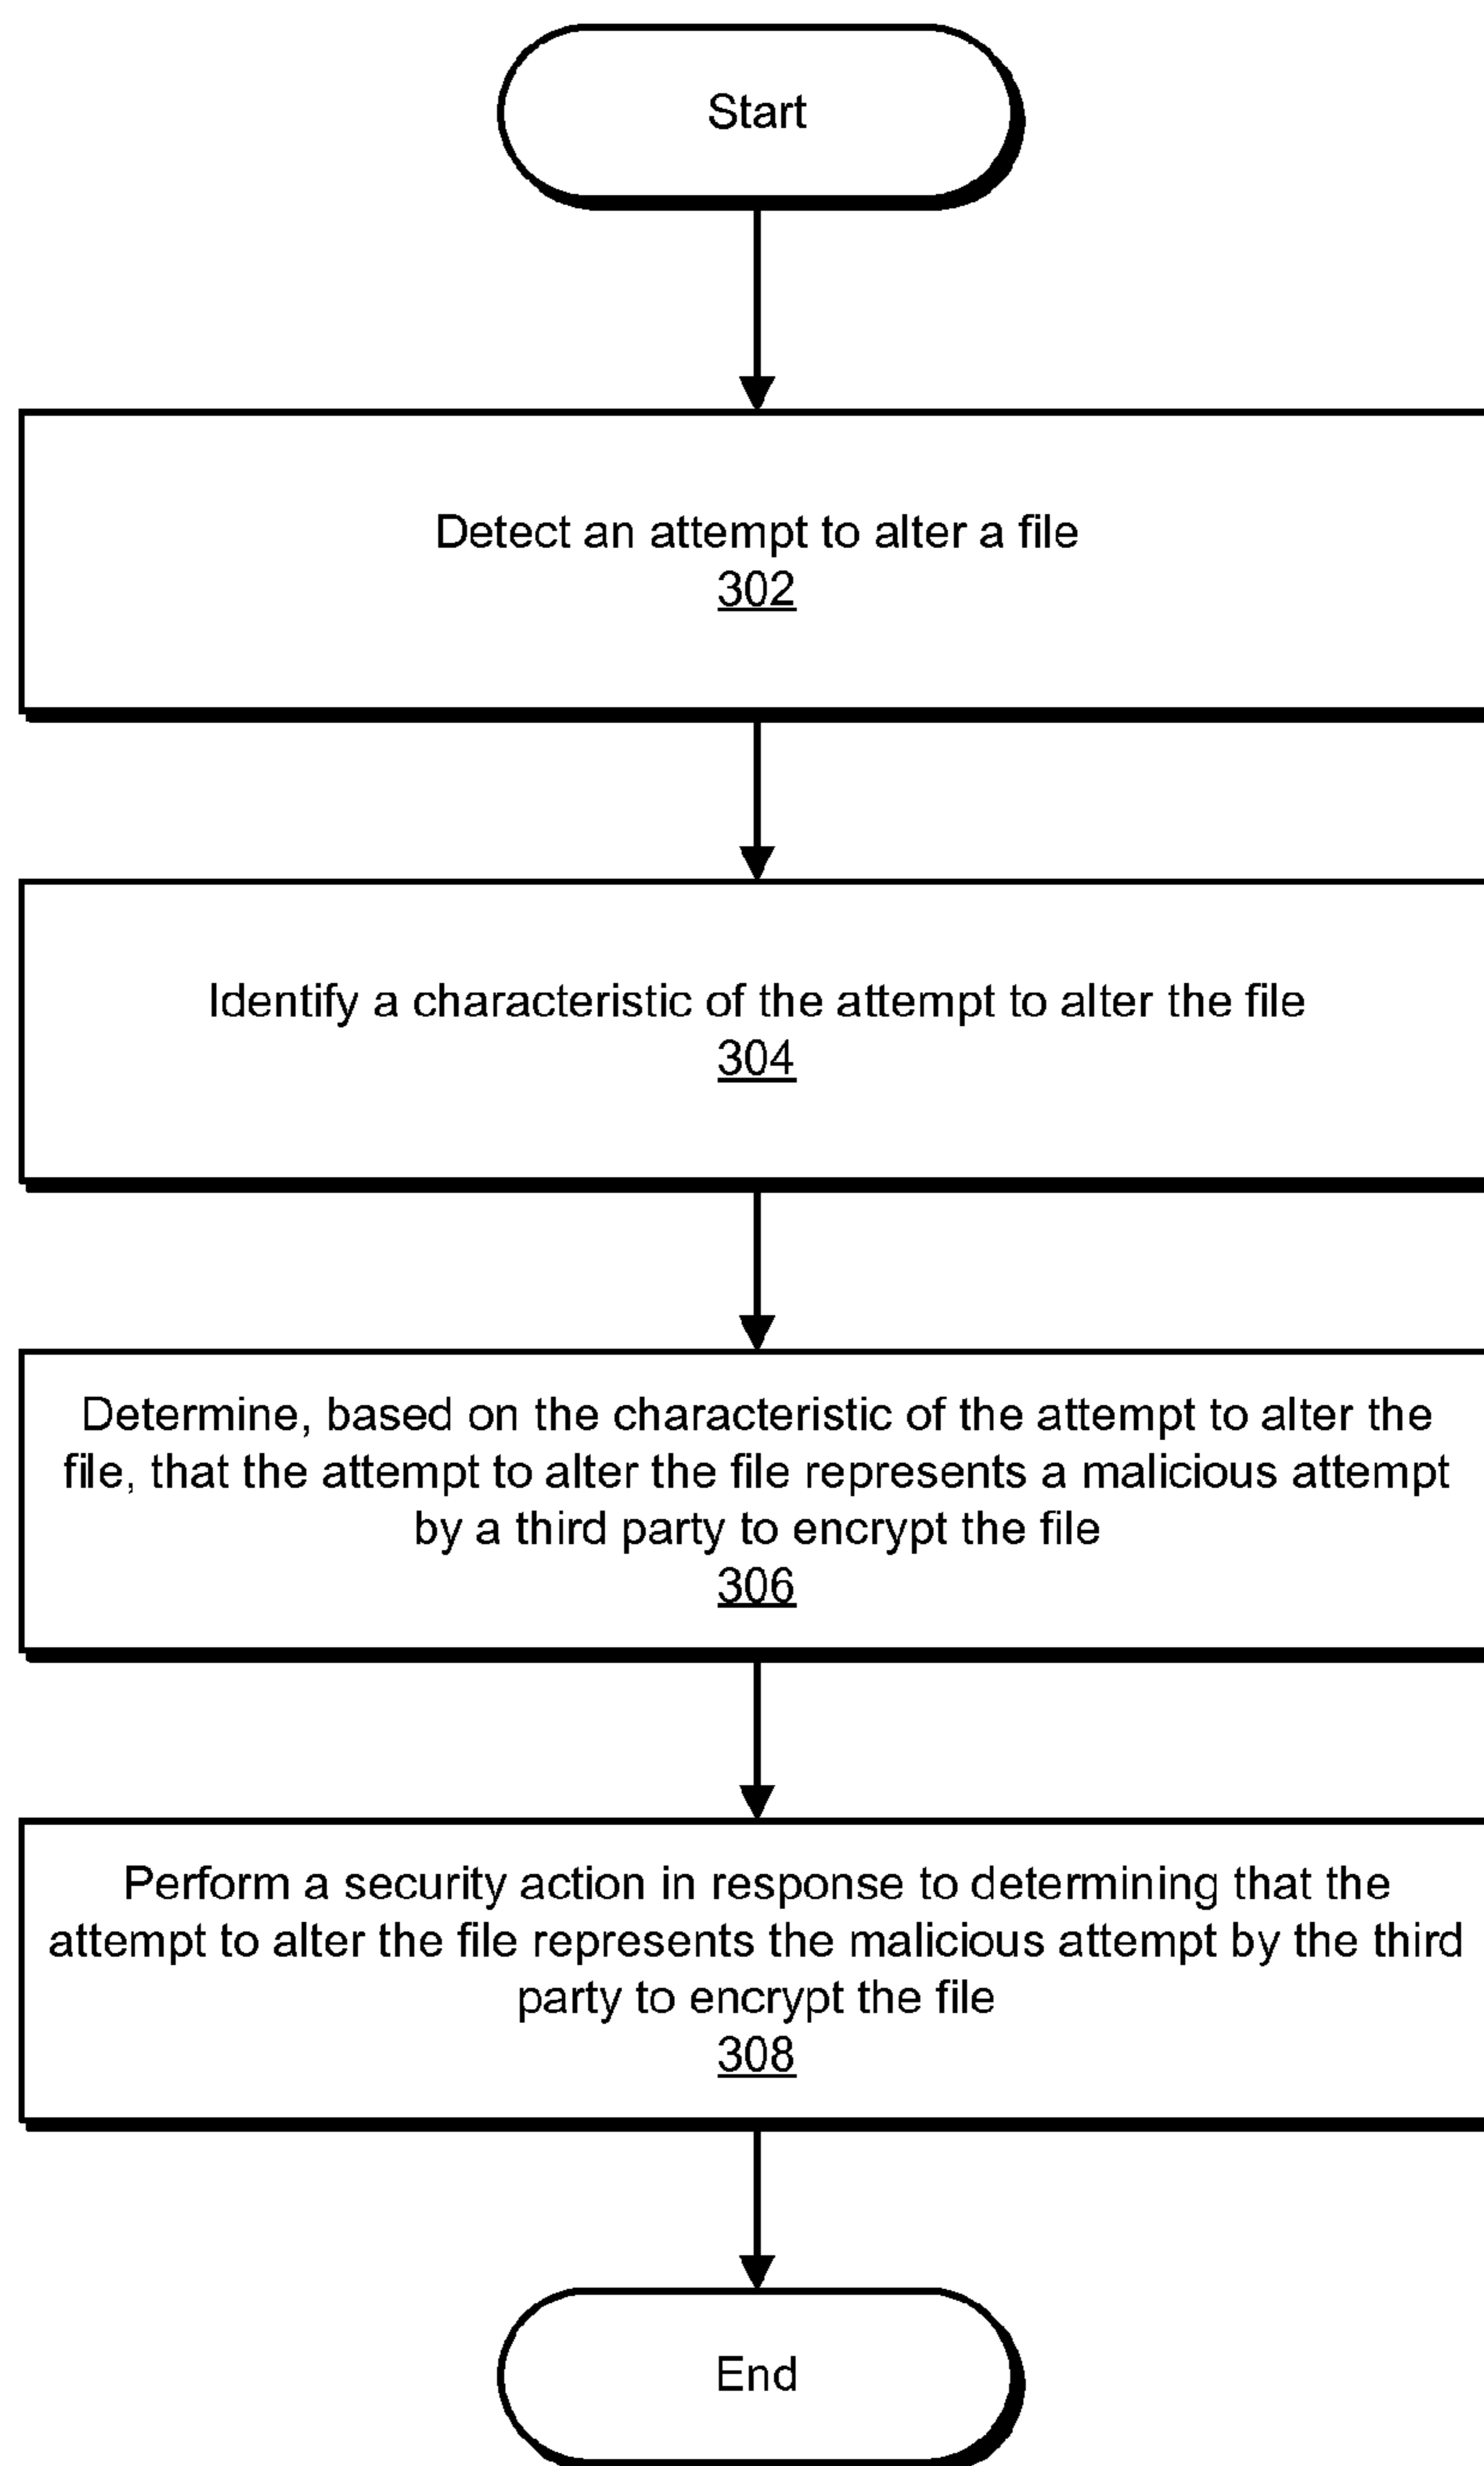 Start
Detect an attempt to alter a file
302
Identify a characteristic of the attempt to alter the file
304
Determine, based on the characteristic of the attempt to alter the
file, that the attempt to alter the file represents a malicious attempt
by a third party to encrypt the file
306
Perform a security action in response to determining that the
attempt to alter the file represents the malicious attempt by the third
party to encrypt the file
308
End